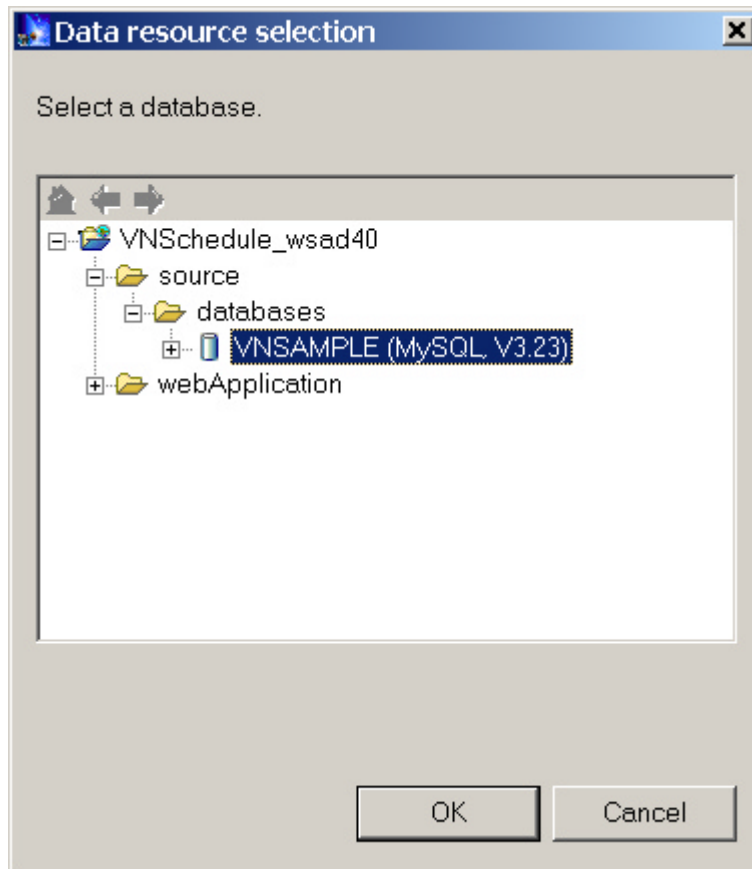 Data resource selection
Select a database.
VNSchedule_wsad40
source
databases
VNSAMPLE (MySQL, V3.23)
webApplication
OK
Cancel